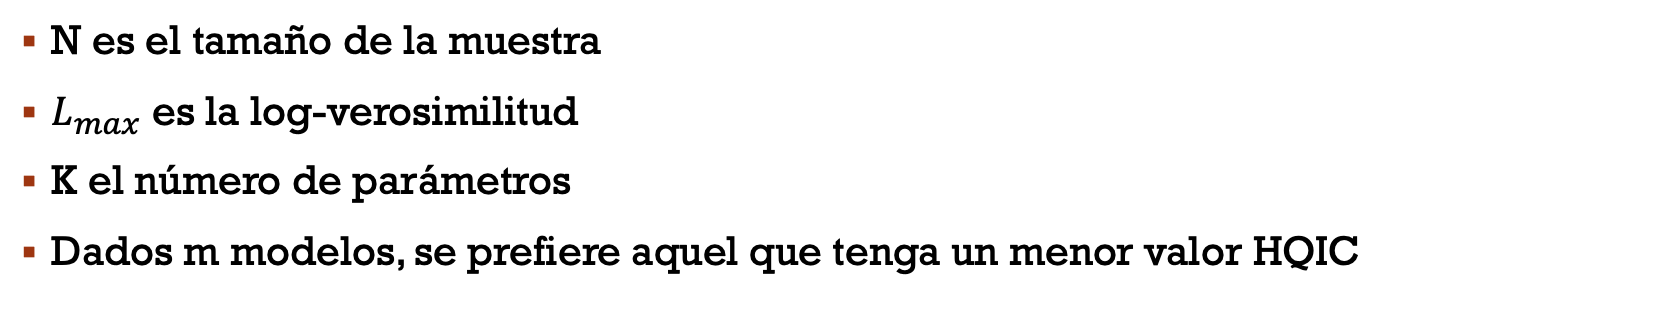 ▪ N es el tamaño de la muestra
▪ L_max es la log-verosimilitud
▪ K el número de parámetros
▪ Dados m modelos, se prefiere aquel que tenga un menor valor HQIC